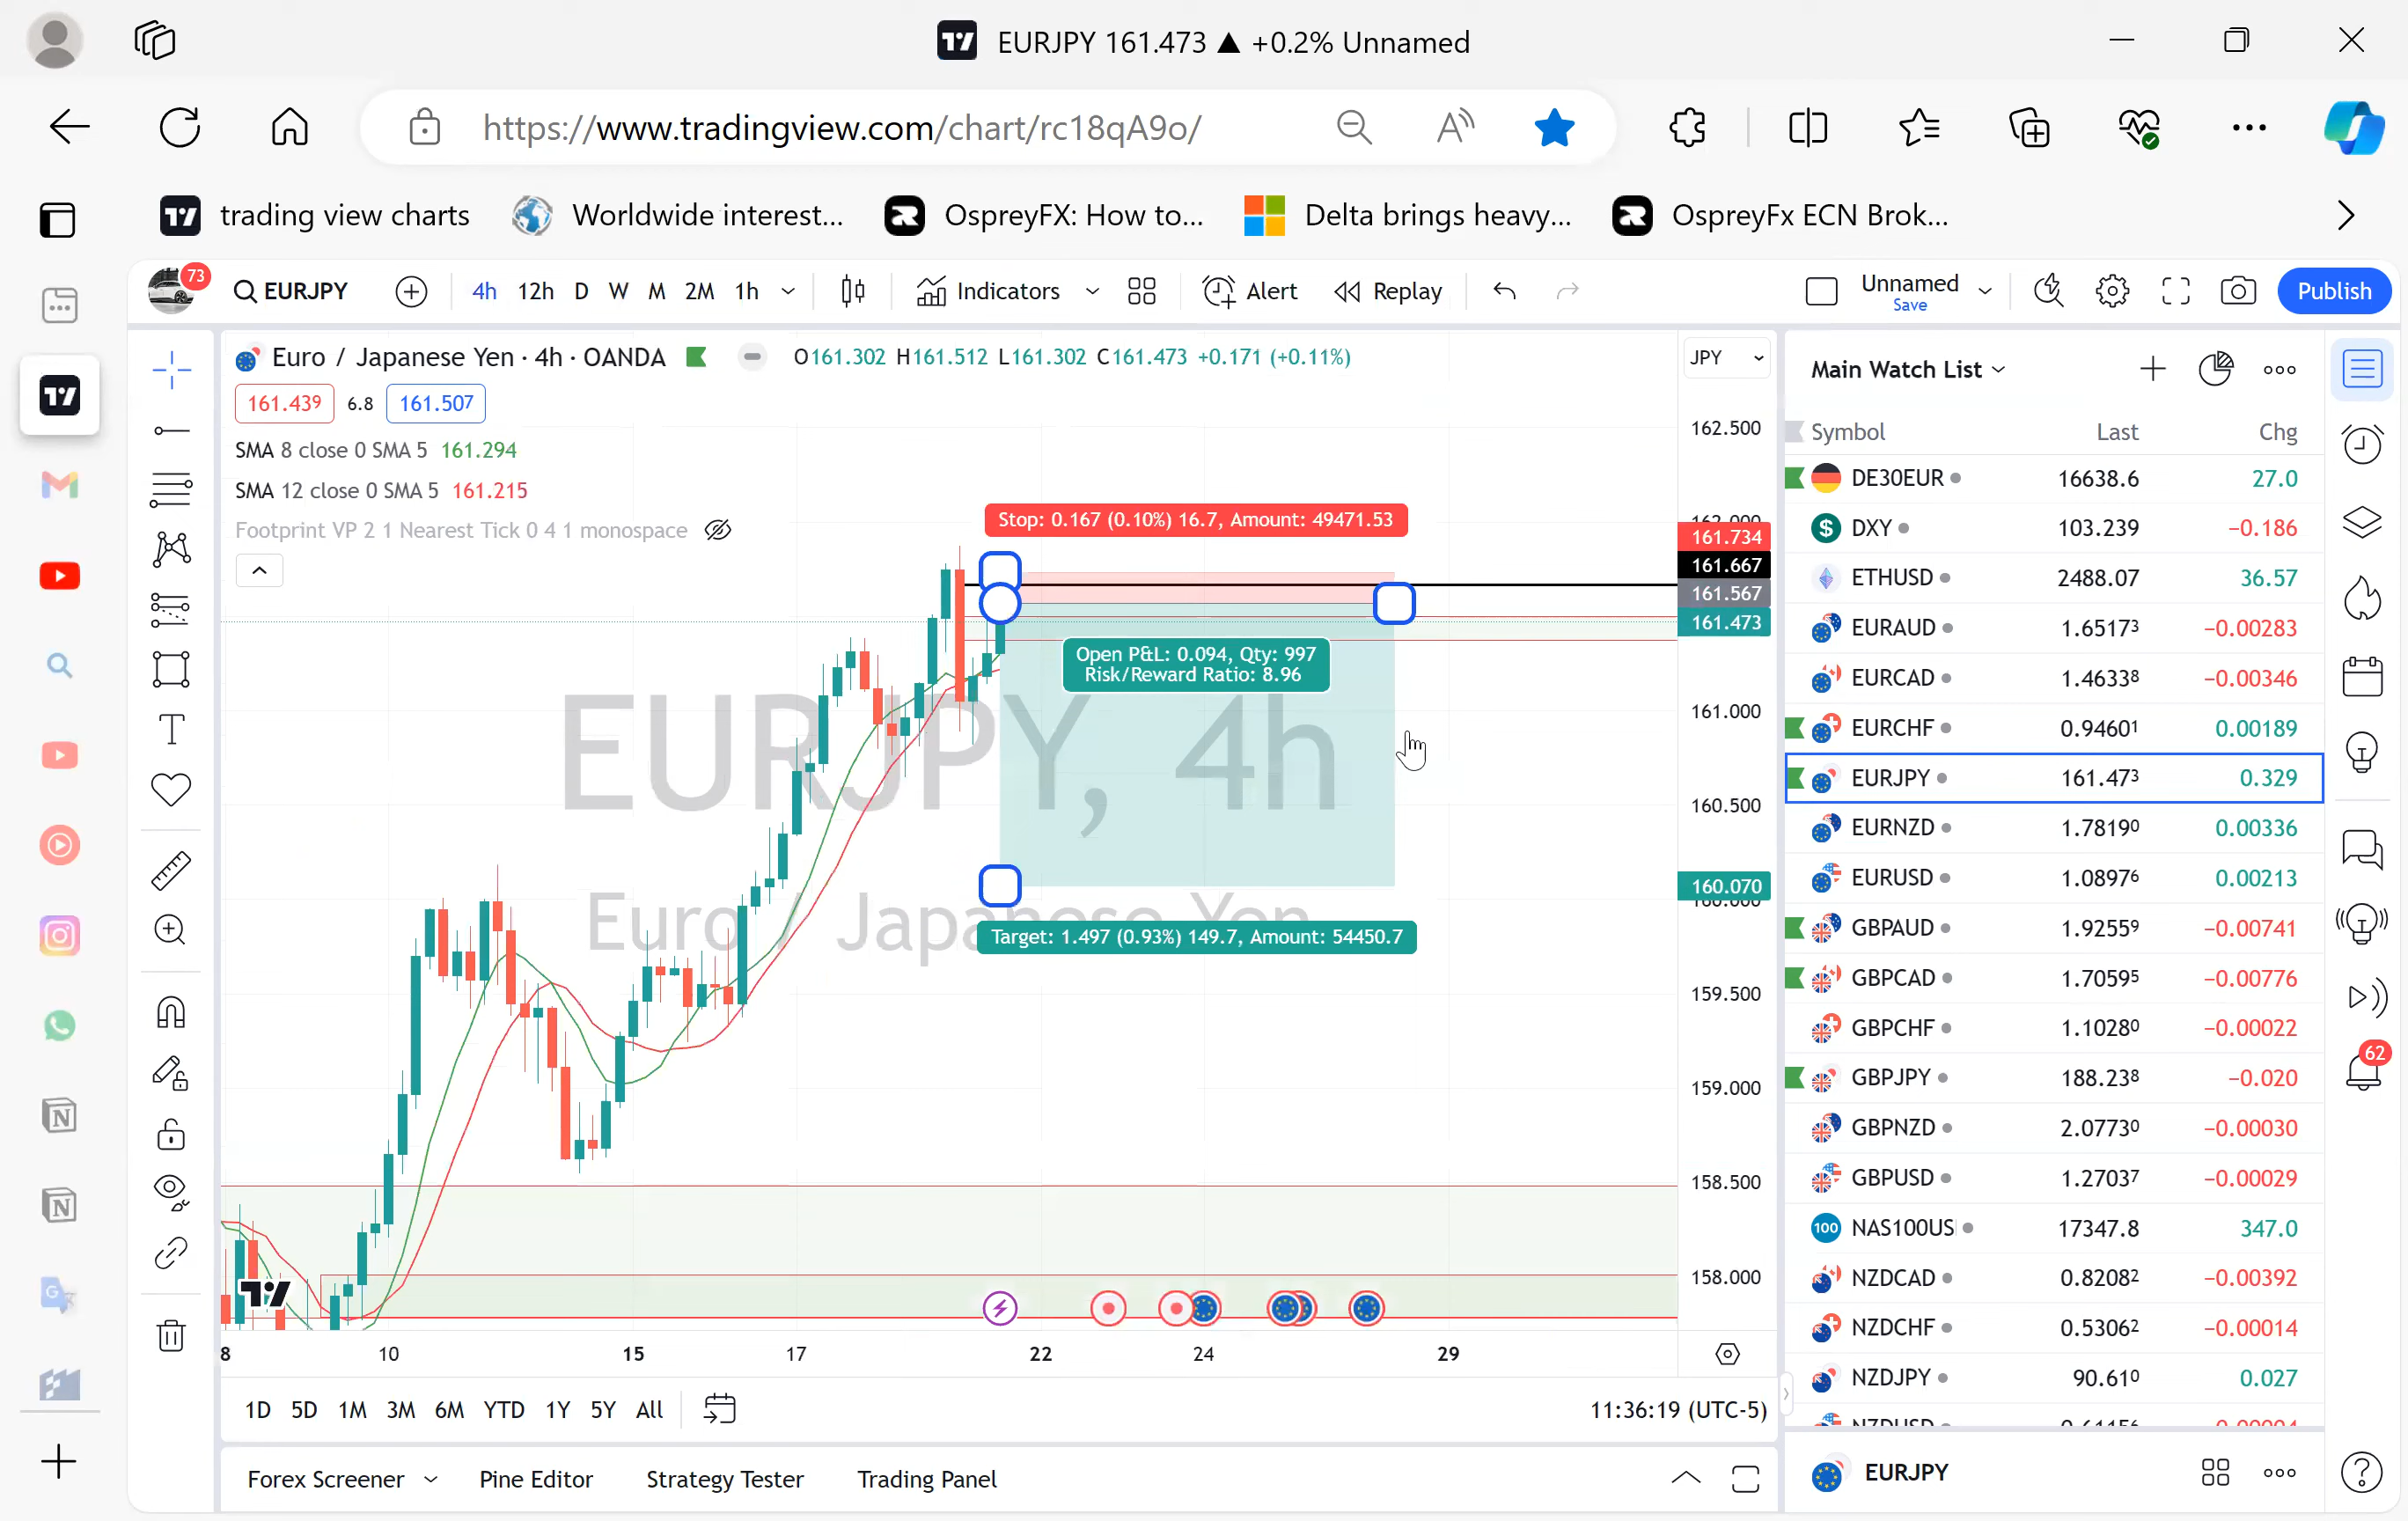 EURJPY 161.473 ▲ +0.2% Unnamed
https://www.tradingview.com/chart/rc18qA9o/
trading view charts
Worldwide interest...
OspreyFX: How to...
Delta brings heavy,...
OspreyFx ECN Brok...
73
EURJPY
4h 12h D W M 2M 1h
Indicators
Alert
Replay
Unnamed
Save
Publish
Euro / Japanese Yen · 4h · OANDA
O161.302 H161.512 L161.302 C161.473 +0.171 (+0.11%)
161.439 6.8 161.507
SMA 8 close 0 SMA 5 161.294
SMA 12 close 0 SMA 5 161.215
Footprint VP 2 1 Nearest Tick 0 4 1 monospace
EURJPY, 4h
Euro / Japanese Yen
Stop: 0.167 (0.10%) 16.7, Amount: 49471.53
Open P&L: 0.094, Qty: 997
Risk/Reward Ratio: 8.96
Target: 1.497 (0.93%) 149.7, Amount: 54450.7
JPY
162.500
162.000
161.734
161.667
161.567
161.473
161.000
160.500
160.070
160.000
159.500
159.000
158.500
158.000
8 10 15 17 22 24 29
1D 5D 1M 3M 6M YTD 1Y 5Y All
11:36:19 (UTC-5)
Forex Screener
Pine Editor
Strategy Tester
Trading Panel
Main Watch List
Symbol Last Chg
DE30EUR 16638.6 27.0
DXY 103.239 −0.186
ETHUSD 2488.07 36.57
EURAUD 1.65173 −0.00283
EURCAD 1.46338 −0.00346
EURCHF 0.94601 0.00189
EURJPY 161.473 0.329
EURNZD 1.78190 0.00336
EURUSD 1.08976 0.00213
GBPAUD 1.92559 −0.00741
GBPCAD 1.70595 −0.00776
GBPCHF 1.10280 −0.00022
GBPJPY 188.238 −0.020
GBPNZD 2.07730 −0.00030
GBPUSD 1.27037 −0.00029
100 NAS100US 17347.8 347.0
NZDCAD 0.82082 −0.00392
NZDCHF 0.53062 −0.00014
NZDJPY 90.610 0.027
EURJPY
62